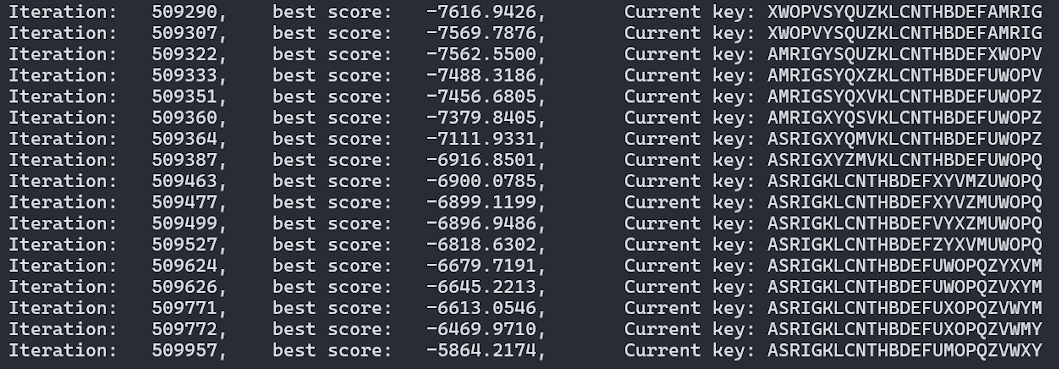 Iteration: 509290, best score: -7616.9426, Current key: XWOPVSYQUZKLCNTHBDEFAMRIG
Iteration: 509307, best score: -7569.7876, Current key: XWOPVYSQUZKLCNTHBDEFAMRIG
Iteration: 509322, best score: -7562.5500, Current key: AMRIGYSQUZKLCNTHBDEFXWOPV
Iteration: 509333, best score: -7488.3186, Current key: AMRIGSYQXZKLCNTHBDEFUWOPV
Iteration: 509351, best score: -7456.6805, Current key: AMRIGSYQXVKLCNTHBDEFUWOPZ
Iteration: 509360, best score: -7379.8405, Current key: AMRIGXYQSVKLCNTHBDEFUWOPZ
Iteration: 509364, best score: -7111.9331, Current key: ASRIGXYQMVKLCNTHBDEFUWOPZ
Iteration: 509387, best score: -6916.8501, Current key: ASRIGXYZMVKLCNTHBDEFUWOPQ
Iteration: 509463, best score: -6900.0785, Current key: ASRIGKLCNTHBDEFXYVMZUWOPQ
Iteration: 509477, best score: -6899.1199, Current key: ASRIGKLCNTHBDEFXYVZMUWOPQ
Iteration: 509499, best score: -6896.9486, Current key: ASRIGKLCNTHBDEFVYXZMUWOPQ
Iteration: 509527, best score: -6818.6302, Current key: ASRIGKLCNTHBDEFZYXVMUWOPQ
Iteration: 509624, best score: -6679.7191, Current key: ASRIGKLCNTHBDEFUWOPQZYXVM
Iteration: 509626, best score: -6645.2213, Current key: ASRIGKLCNTHBDEFUWOPQZVXYM
Iteration: 509771, best score: -6613.0546, Current key: ASRIGKLCNTHBDEFUXOPQZVWYM
Iteration: 509772, best score: -6469.9710, Current key: ASRIGKLCNTHBDEFUXOPQZVWMY
Iteration: 509957, best score: -5864.2174, Current key: ASRIGKLCNTHBDEFUMOPQZVWXY